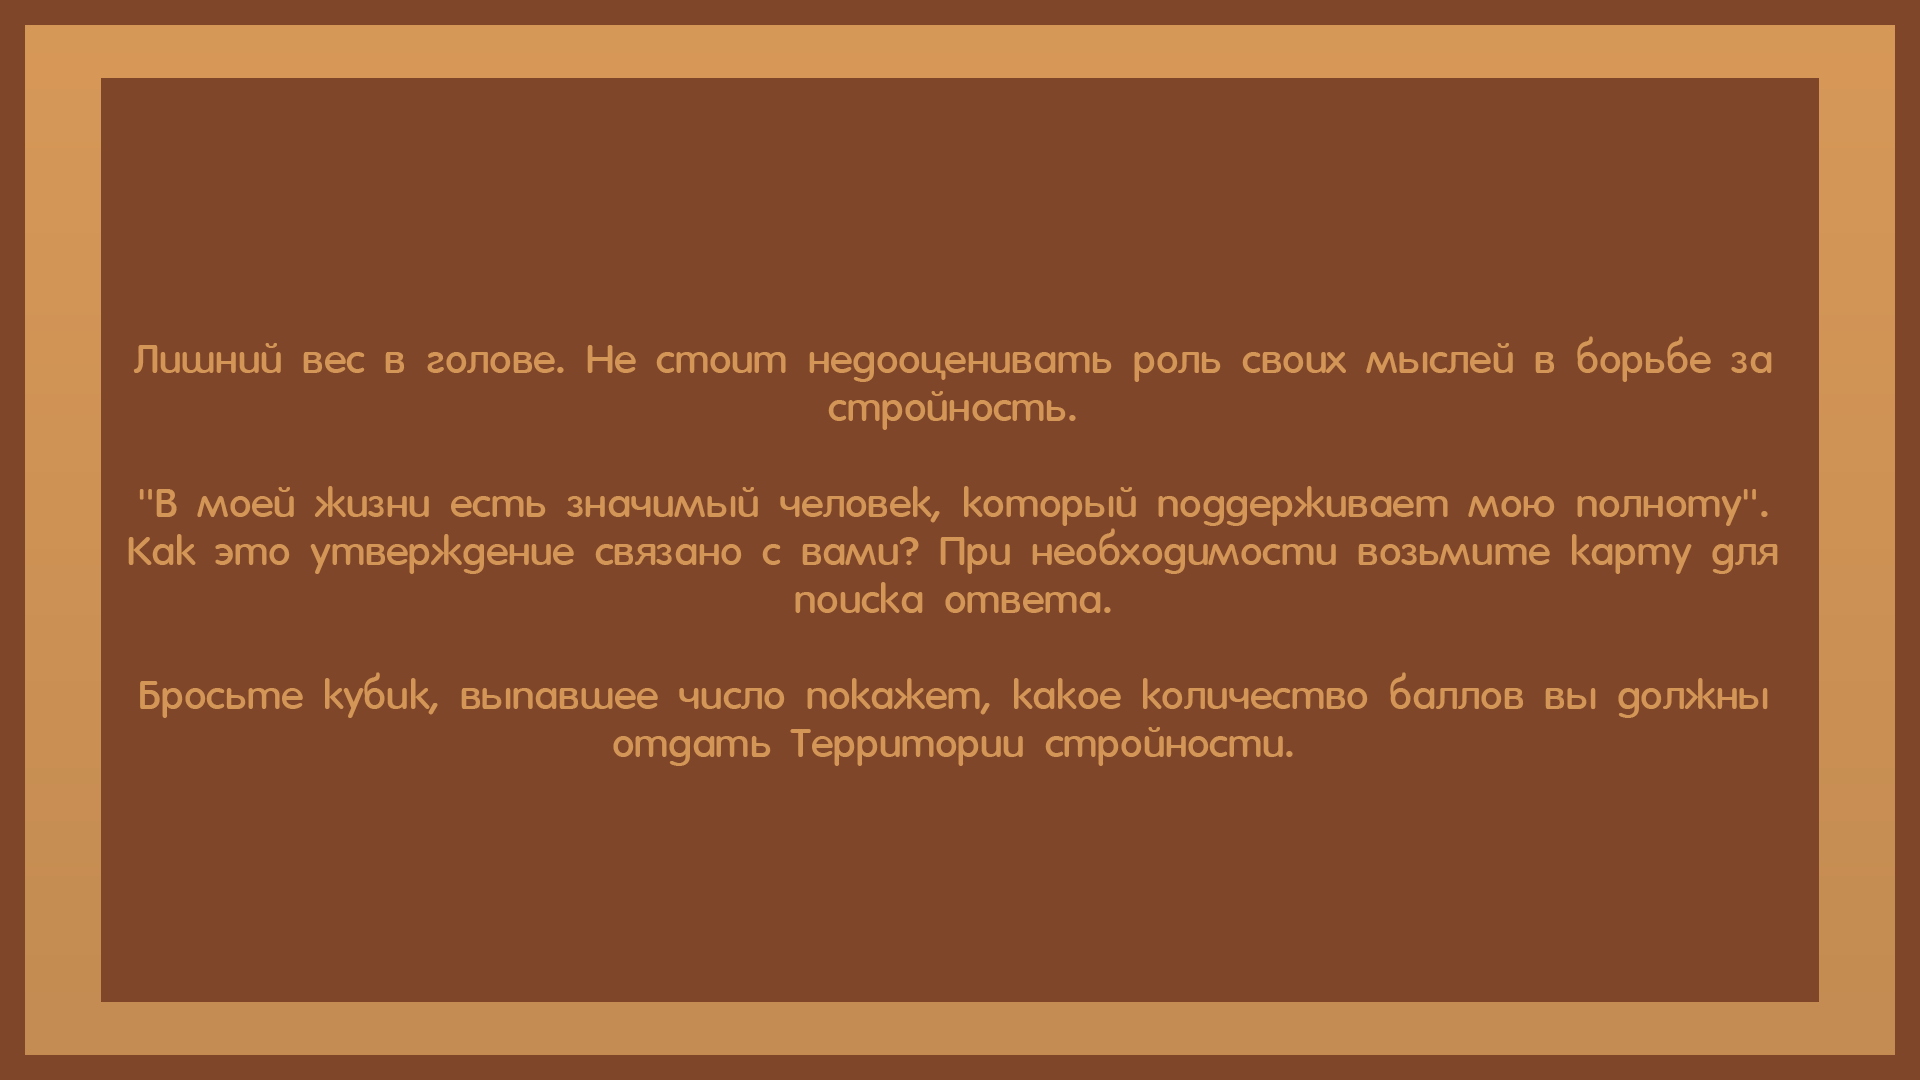 Лишний вес в голове. Не стоит недооценивать роль своих мыслей в борьбе за
стройность.
"В моей жизни есть значимый человек, который поддерживает мою полноту".
Как это утверждение связано с вами? При необходимости возьмите карту для
поиска ответа.
Бросьте кубик, выпавшее число покажет, какое количество баллов вы должны
отдать Территории стройности.